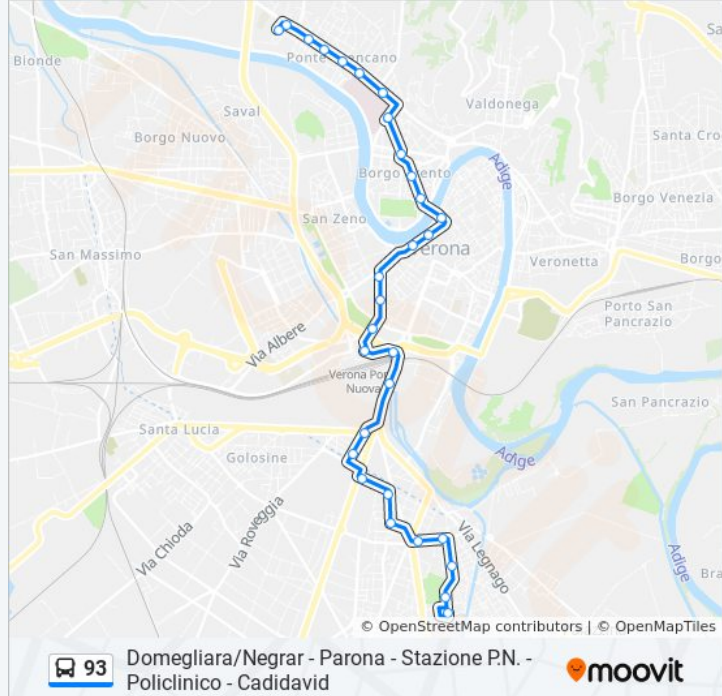 Bionde
Ponte Crencano
Saval
Valdonega
Borgo Nuovo
Santa Cro
Adige
Borgo Trento
Borgo Venezia
San Zeno
Verona
San Massimo
Veronetta
Borgo
Porto San
Pancrazio
Via Albere
Verona Por
Nuova
San Pancrazio
Santa Lucia
Golosine
Adige
Via Roveggia
Via Chioda
Via Legnago
Adige
Bra
© OpenStreetMap contributors | © OpenMapTiles
93
Domegliara/Negrar - Parona - Stazione P.N. -
Policlinico - Cadidavid
moovit